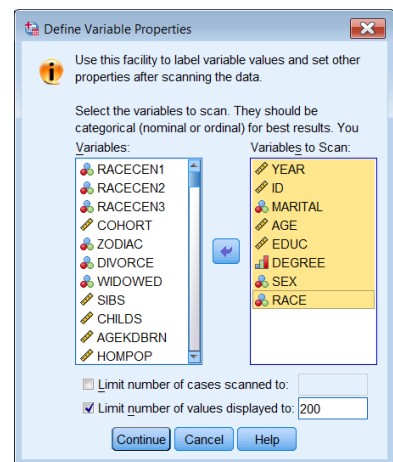 Define Variable Properties
Use this facility to label variable values and set other
properties after scanning the data.
Select the variables to scan. They should be
categorical (nominal or ordinal) for best results. You
Variables:
RACECEN1
RACECEN2
RACECEN3
COHORT
ZODIAC
DIVORCE
WIDOWED
SIBS
CHILDS
AGEKDBRN
HOMPOP
Variables to Scan:
YEAR
ID
MARITAL
AGE
EDUC
DEGREE
SEX
RACE
Limit number of cases scanned to:
Limit number of values displayed to: 200
Continue Cancel Help